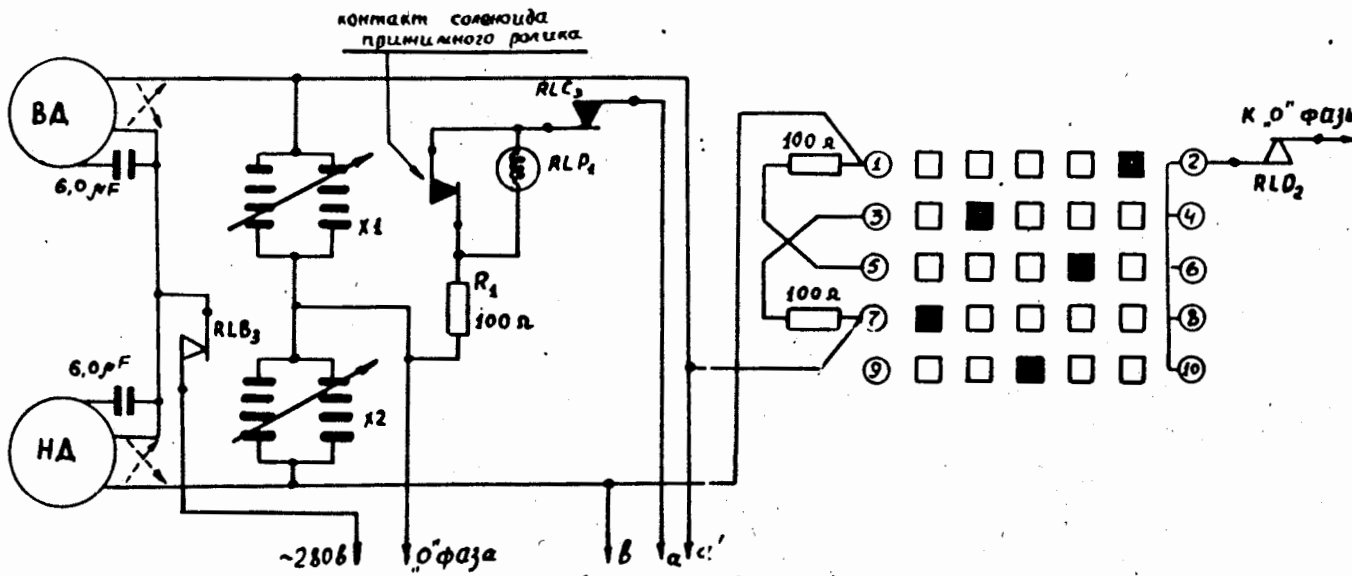 контакт соленоида
прижимного ролика
ВД
6,0 μF
X1
RLC₃
RLP₁
R₁
100 Ω
RLB₃
6,0 μF
НД
X2
~280в
"0" фаза
в
а
100 Ω
100 Ω
1
3
5
7
9
2
4
6
8
10
К "0" фазы
RLD₂